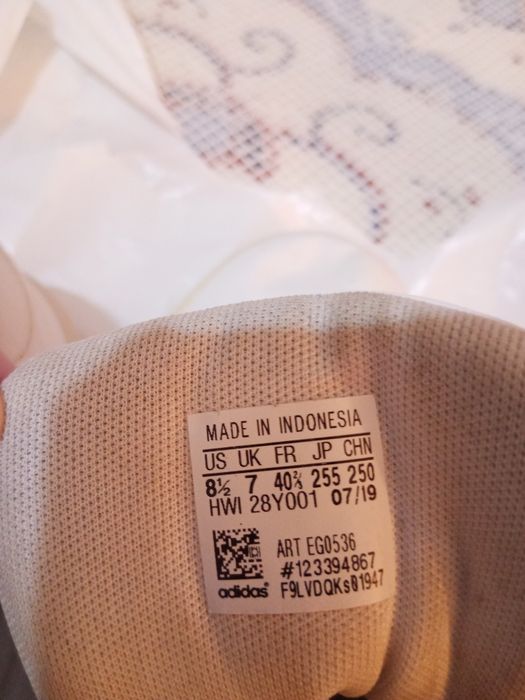 MADE IN INDONESIA
US UK FR JP CHN
8½ 7 40⅔ 255 250
HWI 28Y001 07/19
ART EG0536
#123394867
adidas® F9LVDQKs01947